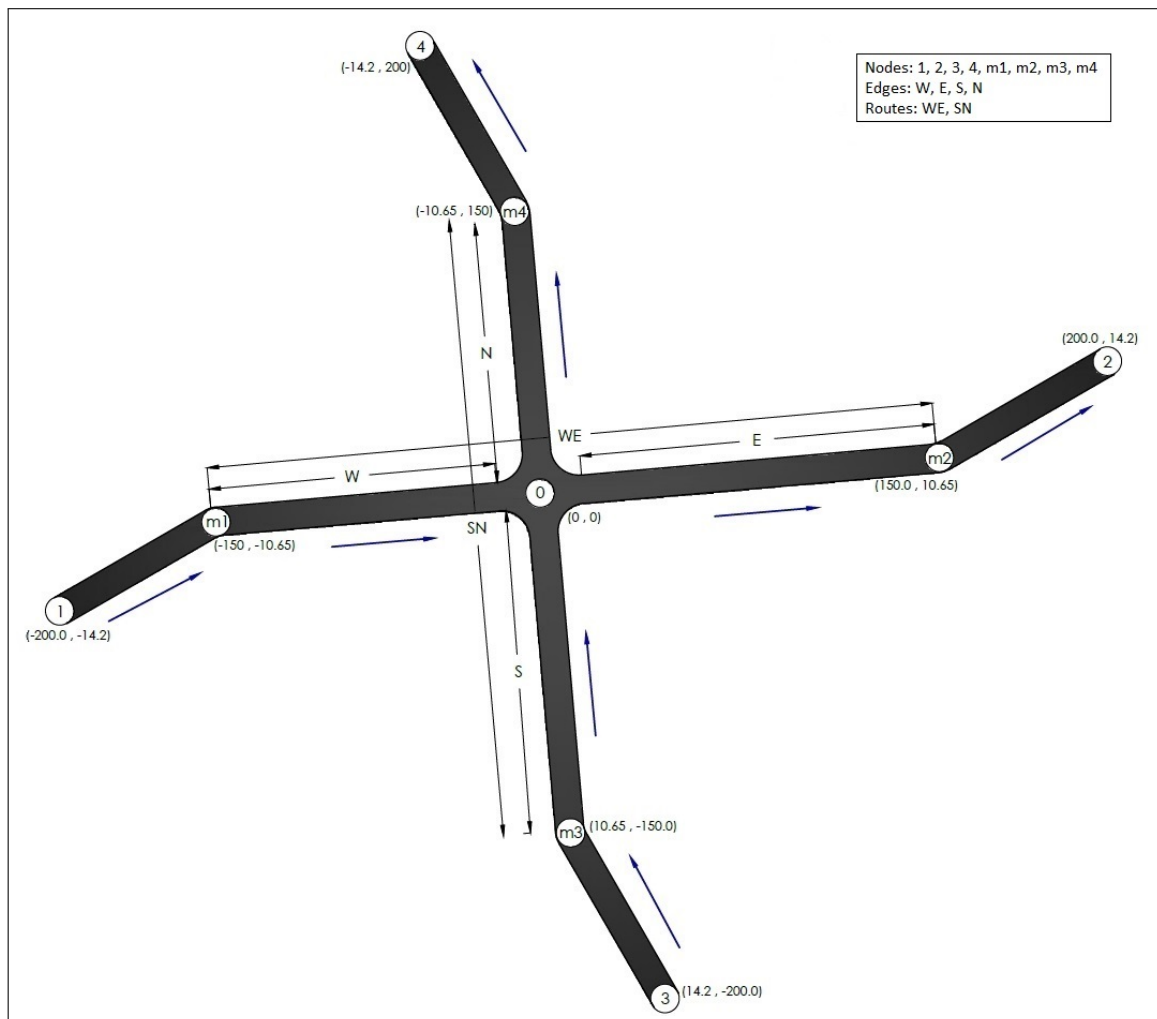 4
(-14.2 , 200)
Nodes: 1, 2, 3, 4, m1, m2, m3, m4
Edges: W, E, S, N
Routes: WE, SN
(-10.65 , 150)
m4
N
(200.0 , 14.2)
2
WE
E
W
m2
(150.0 , 10.65)
0
(0 , 0)
m1
SN
(-150 , -10.65)
1
(-200.0 , -14.2)
S
m3
(10.65 , -150.0)
3
(14.2 , -200.0)